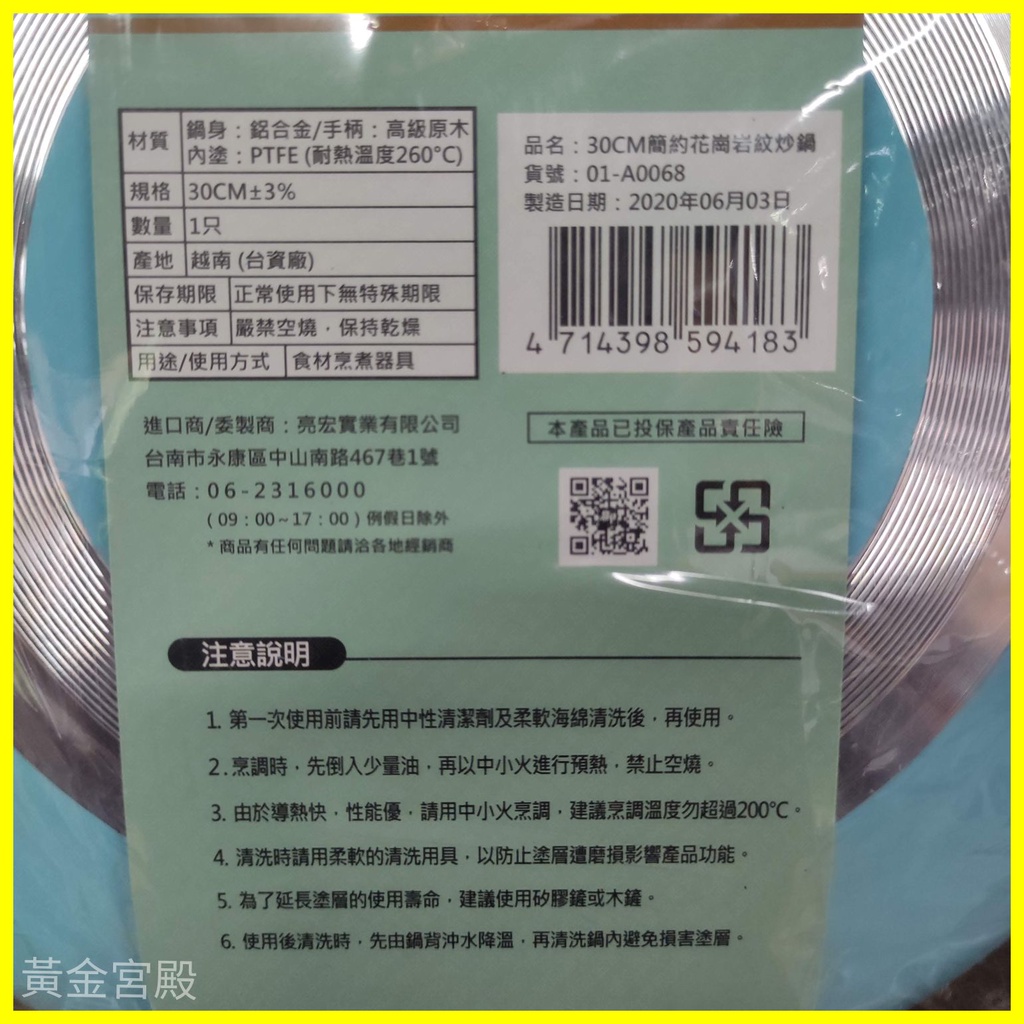 材質 鍋身：鋁合金/手柄：高級原木
內塗：PTFE (耐熱溫度260°C)
規格 30CM±3%
數量 1只
產地 越南 (台資廠)
保存期限 正常使用下無特殊期限
注意事項 嚴禁空燒，保持乾燥
用途/使用方式 食材烹煮器具
品名：30CM簡約花崗岩紋炒鍋
貨號：01-A0068
製造日期：2020年06月03日
4 714398 594183
進口商/委製商：亮宏實業有限公司
台南市永康區中山南路467巷1號
電話：06-2316000
（09：00~17：00）例假日除外
*商品有任何問題請洽各地經銷商
本產品已投保產品責任險
注意說明
1. 第一次使用前請先用中性清潔劑及柔軟海綿清洗後，再使用。
2.烹調時，先倒入少量油，再以中小火進行預熱，禁止空燒。
3. 由於導熱快，性能優，請用中小火烹調，建議烹調溫度勿超過200°C。
4. 清洗時請用柔軟的清洗用具，以防止塗層遭磨損影響產品功能。
5. 為了延長塗層的使用壽命，建議使用矽膠鏟或木鏟。
6. 使用後清洗時，先由鍋背沖水降溫，再清洗鍋內避免損害塗層。
黃金宮殿